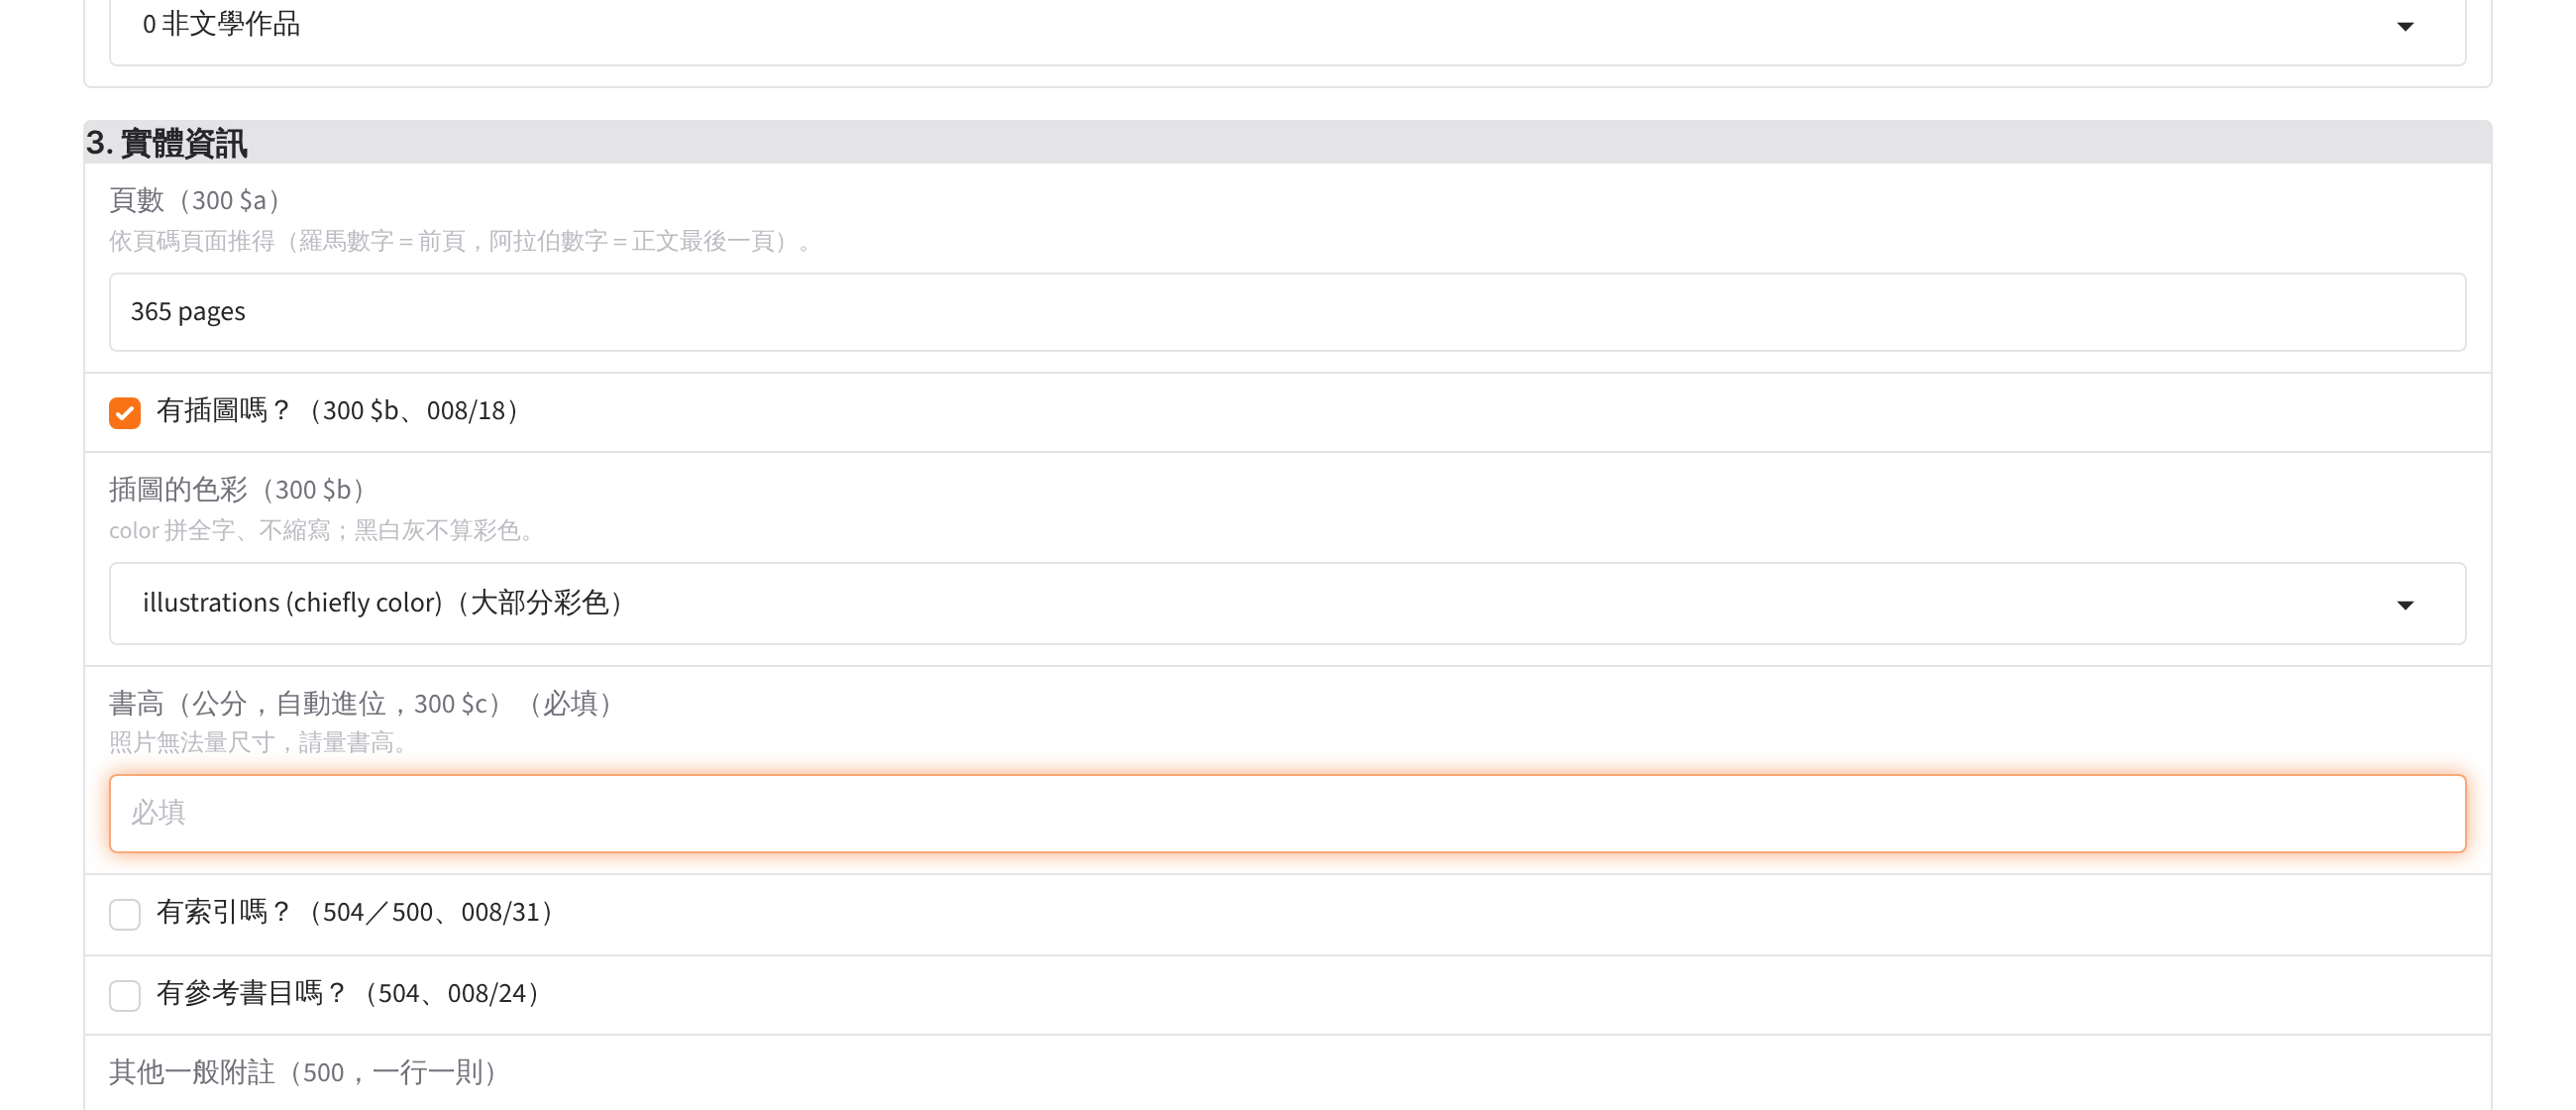 0 非文學作品
3. 實體資訊
頁數（300 $a）
依頁碼頁面推得（羅馬數字＝前頁，阿拉伯數字＝正文最後一頁）。
365 pages
有插圖嗎？（300 $b、008/18）
插圖的色彩（300 $b）
color 拼全字、不縮寫；黑白灰不算彩色。
illustrations (chiefly color)（大部分彩色）
書高（公分，自動進位，300 $c）（必填）
照片無法量尺寸，請量書高。
必填
有索引嗎？（504／500、008/31）
有參考書目嗎？（504、008/24）
其他一般附註（500，一行一則）